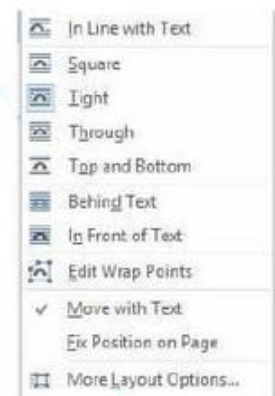 In Line with Text
Square
Tight
Through
Top and Bottom
Behind Text
In Front of Text
Edit Wrap Points
Move with Text
Fix Position on Page
More Layout Options...